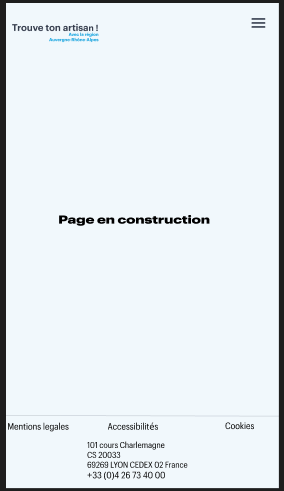 Trouve ton artisan !
Avec la région
Auvergne-Rhône-Alpes
Page en construction
Mentions legales
Accessibilités
Cookies
101 cours Charlemagne
CS 20033
69269 LYON CEDEX 02 France
+33 (0)4 26 73 40 00